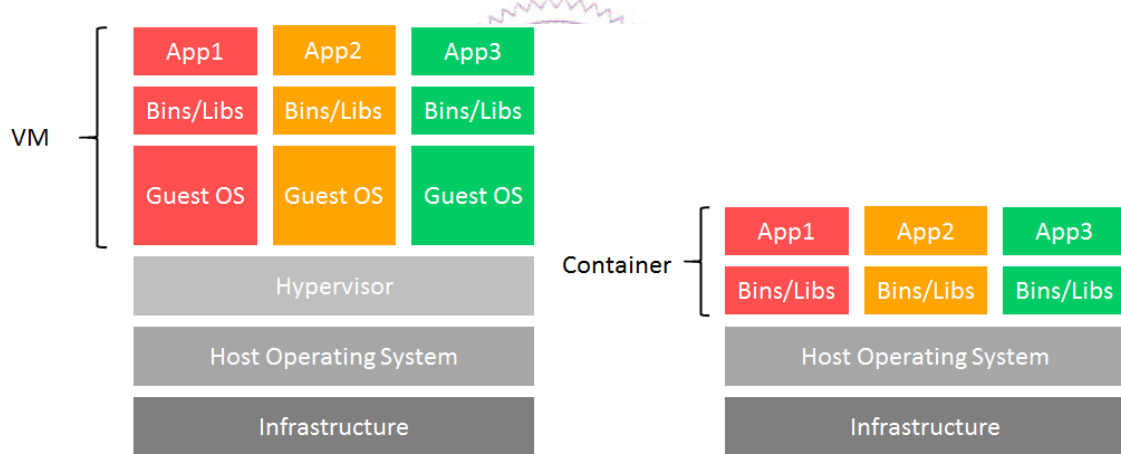 App1 App2 App3
Bins/Libs Bins/Libs Bins/Libs
VM
Guest OS Guest OS Guest OS
Hypervisor
Host Operating System
Infrastructure
App1 App2 App3
Container
Bins/Libs Bins/Libs Bins/Libs
Host Operating System
Infrastructure